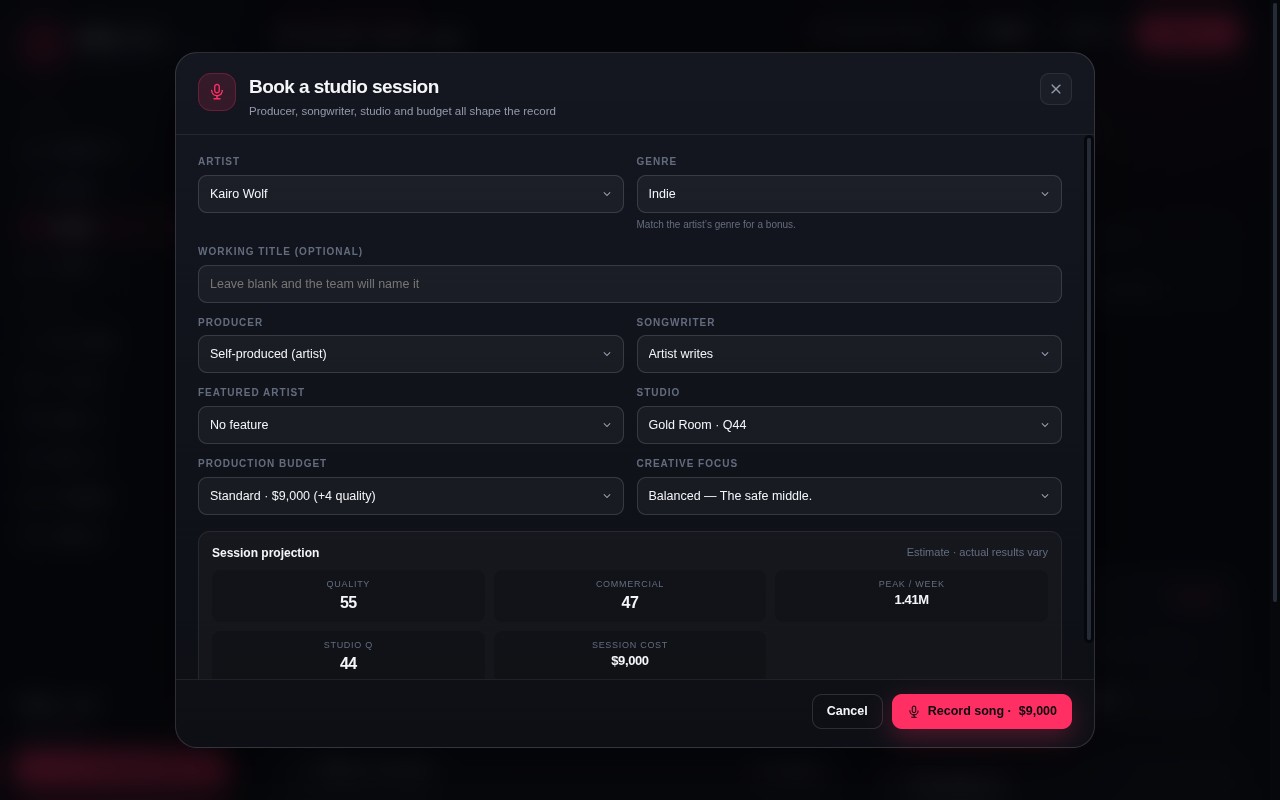 Book a studio session
Producer, songwriter, studio and budget all shape the record
ARTIST
GENRE
Kairo Wolf
Indie
Match the artist's genre for a bonus.
WORKING TITLE (OPTIONAL)
Leave blank and the team will name it
PRODUCER
SONGWRITER
Self-produced (artist)
Artist writes
FEATURED ARTIST
STUDIO
No feature
Gold Room · Q44
PRODUCTION BUDGET
CREATIVE FOCUS
Standard · $9,000 (+4 quality)
Balanced — The safe middle.
Session projection
Estimate · actual results vary
QUALITY
COMMERCIAL
PEAK / WEEK
55
47
1.41M
STUDIO Q
SESSION COST
44
$9,000
Cancel
Record song · $9,000